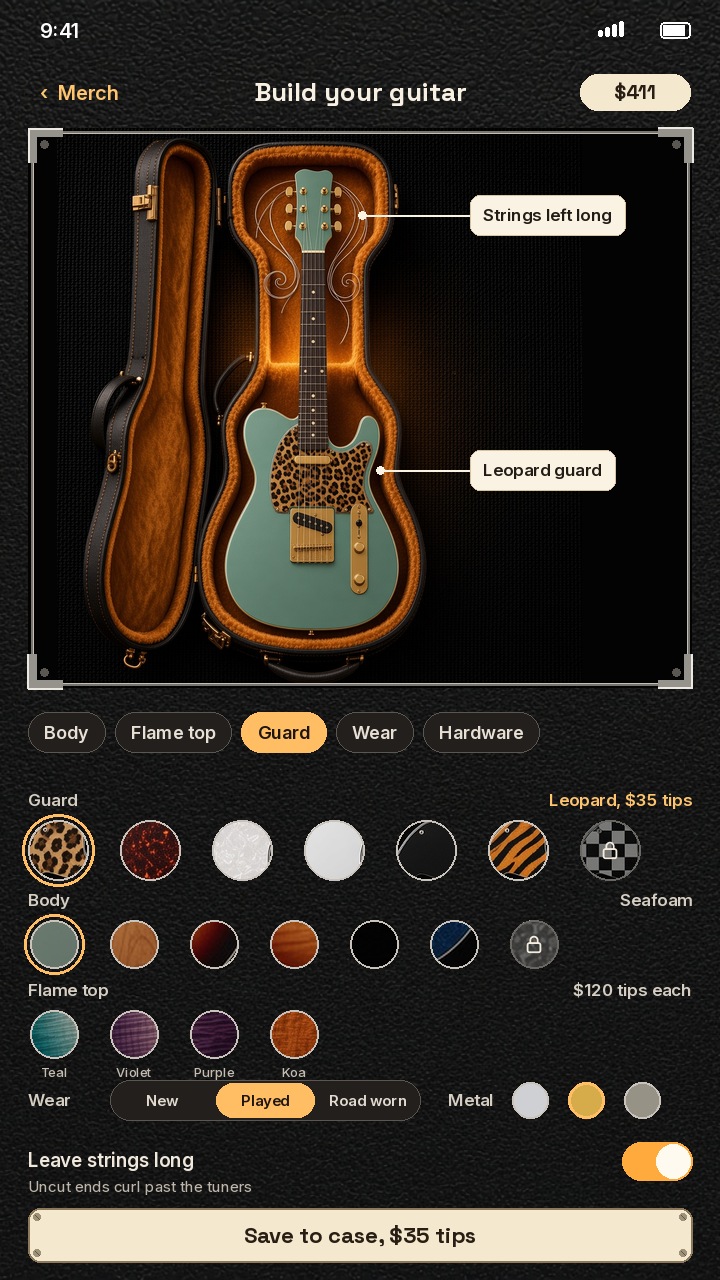 9:41
‹ Merch
Build your guitar
$411
Strings left long
Leopard guard
Body
Flame top
Guard
Wear
Hardware
Guard
Leopard, $35 tips
Body
Seafoam
Flame top
$120 tips each
Teal
Violet
Purple
Koa
Wear
New
Played
Road worn
Metal
Leave strings long
Uncut ends curl past the tuners
Save to case, $35 tips